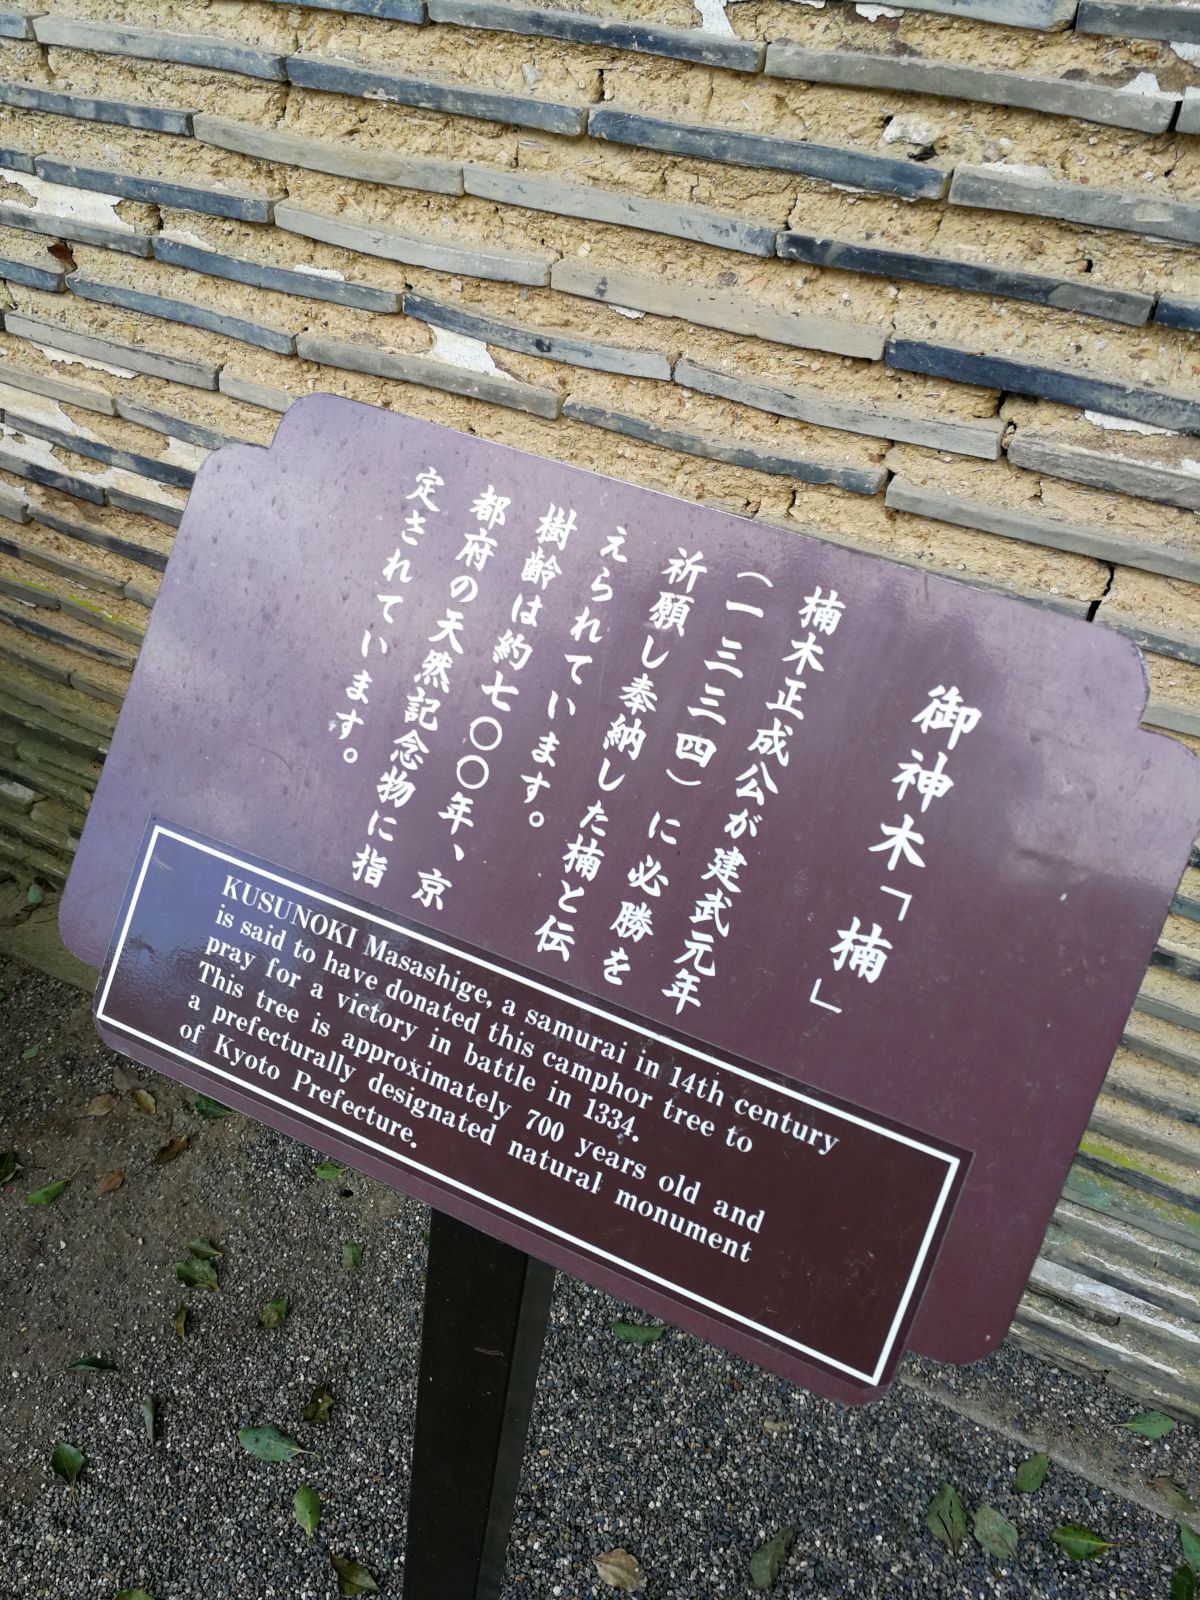 御神木「楠」
楠木正成公が建武元年
（一三三四）に必勝を
祈願し奉納した楠と伝
えられています。
樹齢は約七〇〇年、京
都府の天然記念物に指
定されています。
KUSUNOKI Masashige, a samurai in 14th century
is said to have donated this camphor tree to
pray for a victory in battle in 1334.
This tree is approximately 700 years old and
a prefecturally designated natural monument
of Kyoto Prefecture.